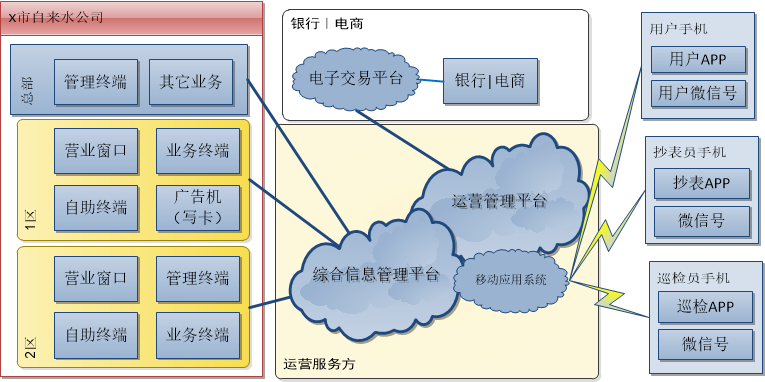 X市自来水公司
总部
管理终端
其它业务
1区
营业窗口
业务终端
自助终端
广告机
（写卡）
2区
营业窗口
管理终端
自助终端
业务终端
银行|电商
电子交易平台
银行|电商
运营管理平台
综合信息管理平台
移动应用系统
运营服务方
用户手机
用户APP
用户微信号
抄表员手机
抄表APP
微信号
巡检员手机
巡检APP
微信号